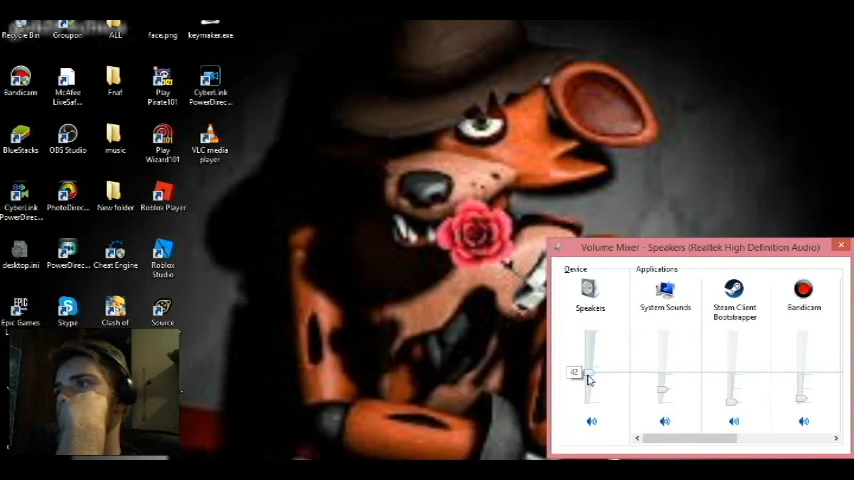 Recycle Bin
Groupon
ALL
face.png
keymaker.exe
Bandicam
McAfee
LiveSaf...
Fnaf
Play
Pirate101
CyberLink
PowerDirec...
BlueStacks
OBS Studio
music
Play
Wizard101
VLC media
player
CyberLink
PowerDirec...
PhotoDirec...
New folder
Roblox Player
desktop.ini
PowerDirec...
Cheat Engine
Roblox
Studio
Epic Games
Skype
Clash of
Source
Volume Mixer - Speakers (Realtek High Definition Audio)
Device
Applications
Speakers
System Sounds
Steam Client
Bootstrapper
Bandicam
42